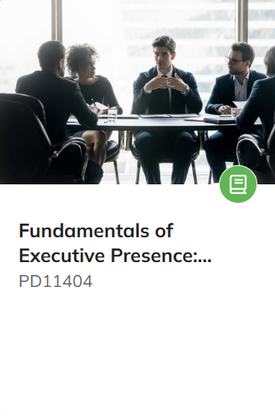 Fundamentals of
Executive Presence:...
PD11404